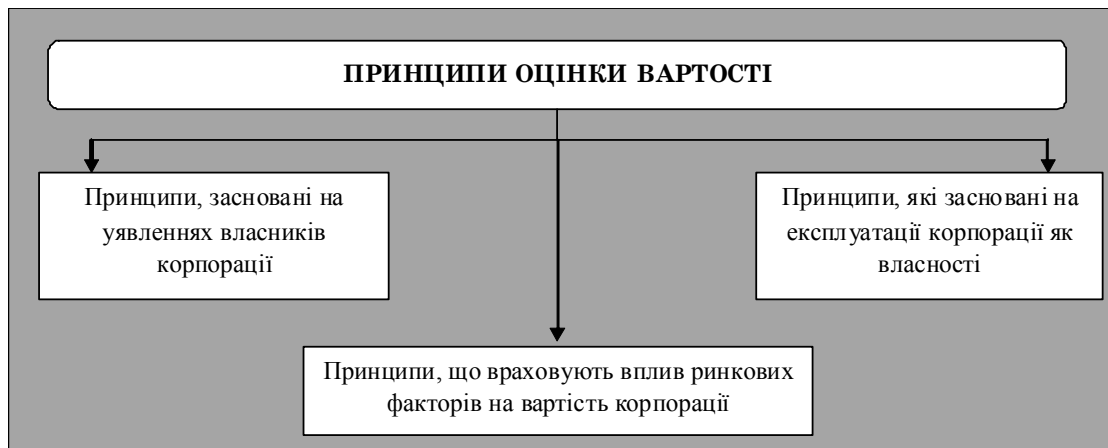 ПРИНЦИПИ ОЦІНКИ ВАРТОСТІ
Принципи, засновані на
уявленнях власників
корпорації
Принципи, які засновані на
експлуатації корпорації як
власності
Принципи, що враховують вплив ринкових
факторів на вартість корпорації